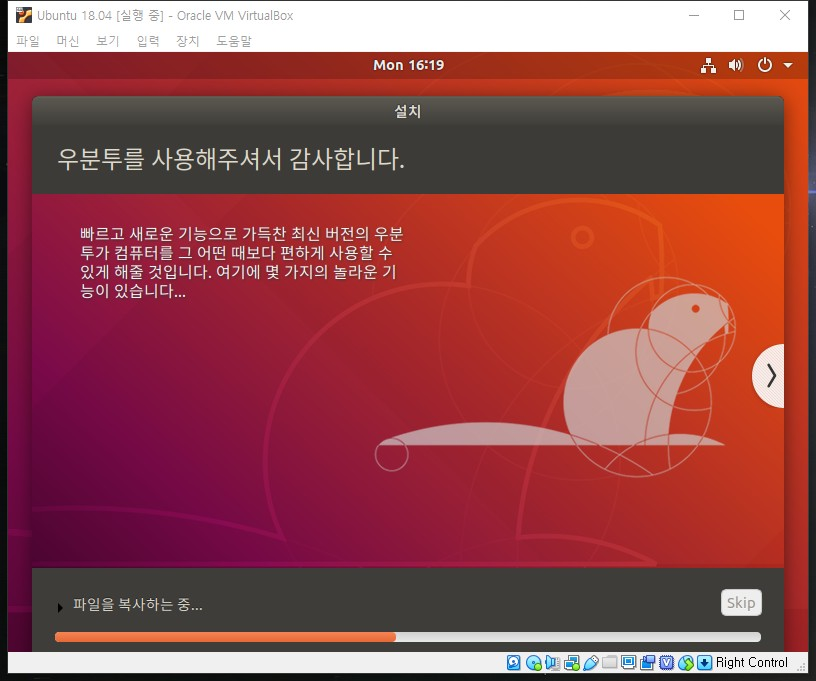 Ubuntu 18.04 [실행 중] - Oracle VM VirtualBox
파일 머신 보기 입력 장치 도움말
Mon 16:19
설치
우분투를 사용해주셔서 감사합니다.
빠르고 새로운 기능으로 가득찬 최신 버전의 우분
투가 컴퓨터를 그 어떤 때보다 편하게 사용할 수
있게 해줄 것입니다. 여기에 몇 가지의 놀라운 기
능이 있습니다...
파일을 복사하는 중...
Skip
Right Control